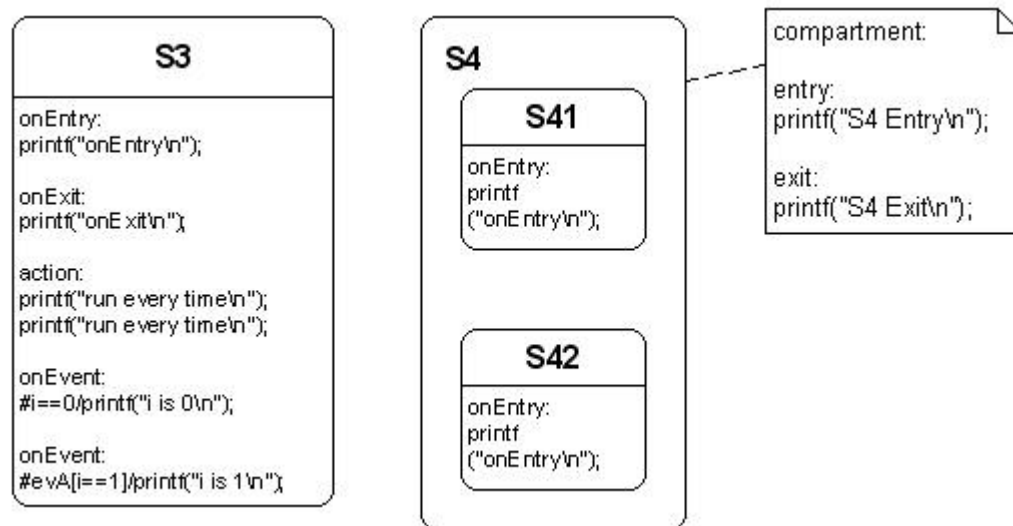 S3
onEntry:
printf("onEntry\n");
onExit:
printf("onExit\n");
action:
printf("run every time\n");
printf("run every time\n");
onEvent:
#i==0/printf("i is 0\n");
onEvent:
#evA[i==1]/printf("i is 1\n");
S4
S41
onEntry:
printf
("onEntry\n");
S42
onEntry:
printf
("onEntry\n");
compartment:
entry:
printf("S4 Entry\n");
exit:
printf("S4 Exit\n");